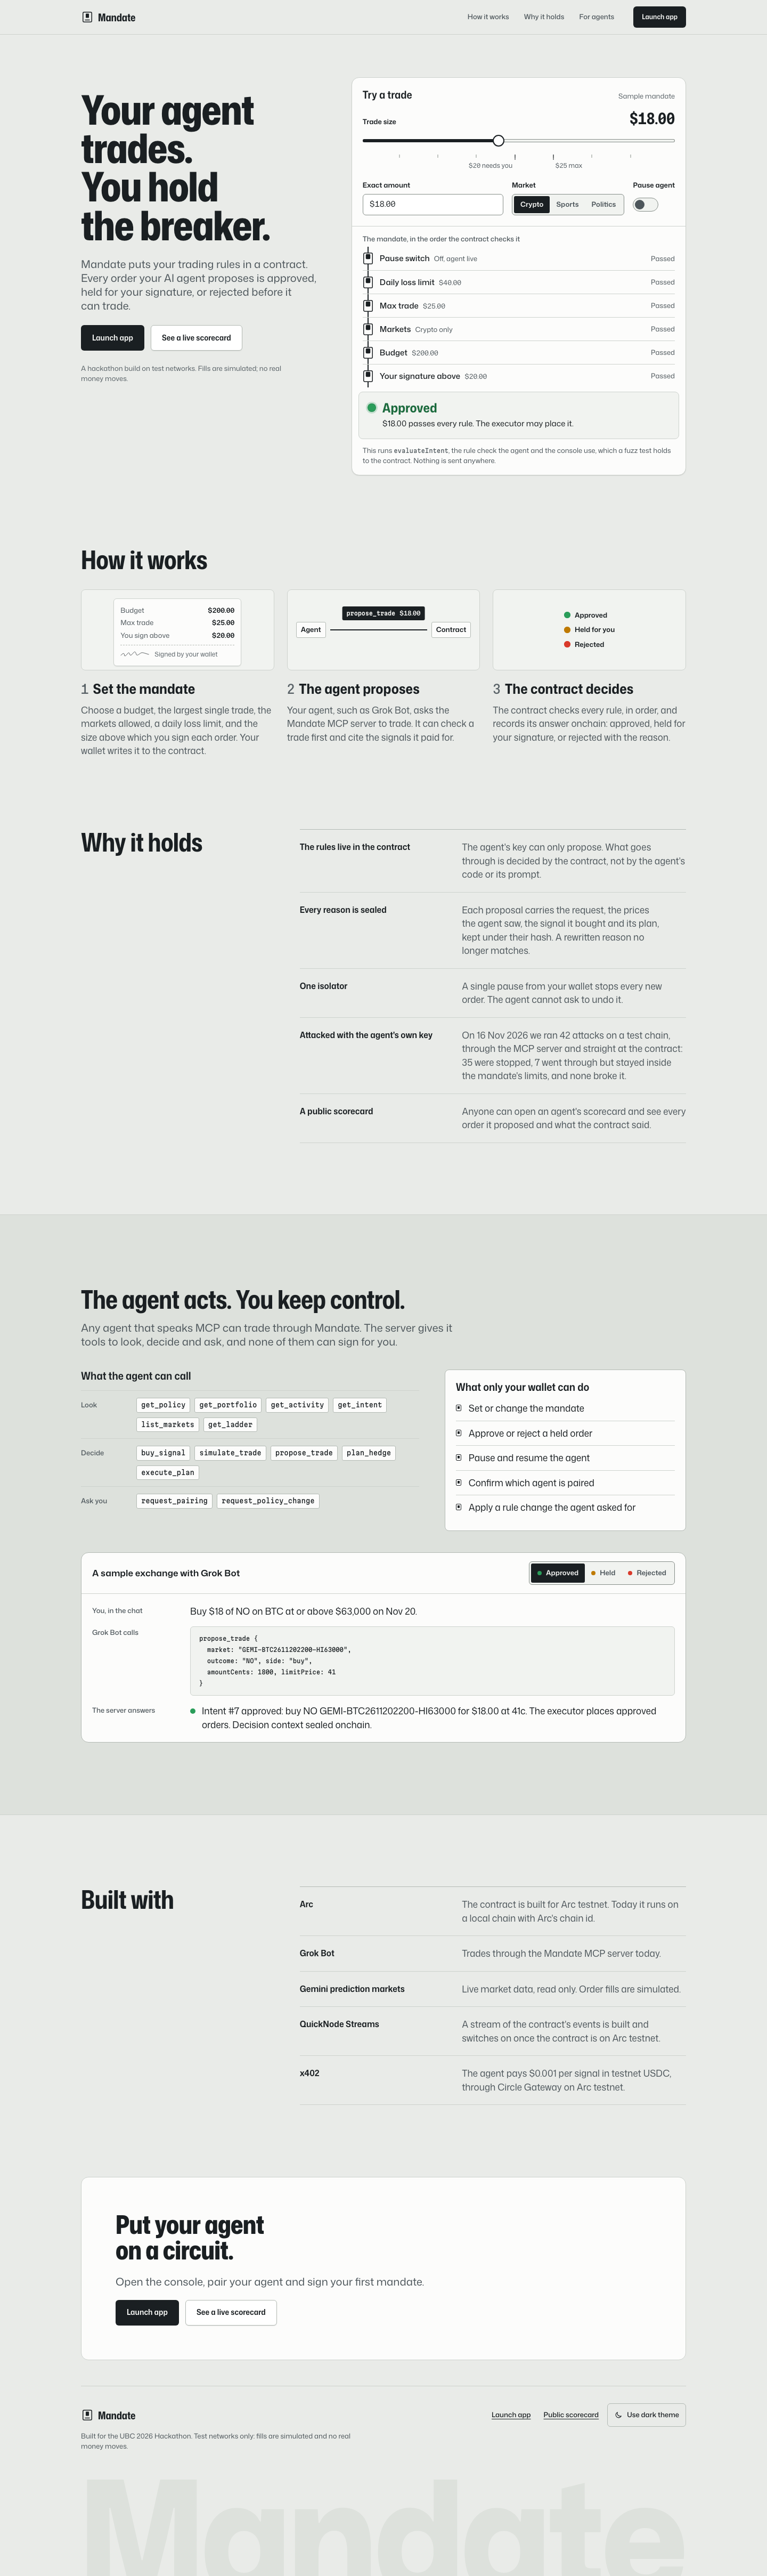 Mandate
How it works
Why it holds
For agents
Launch app
Your agent
trades.
You hold
the breaker.
Mandate puts your trading rules in a contract.
Every order your AI agent proposes is approved,
held for your signature, or rejected before it
can trade.
Launch app
See a live scorecard
A hackathon build on test networks. Fills are simulated; no real
money moves.
Try a trade
Sample mandate
Trade size
$18.00
$20 needs you
$25 max
Exact amount
Market
Pause agent
$18.00
Crypto
Sports
Politics
The mandate, in the order the contract checks it
Pause switch Off, agent live Passed
Daily loss limit $40.00 Passed
Max trade $25.00 Passed
Markets Crypto only Passed
Budget $200.00 Passed
Your signature above $20.00 Passed
Approved
$18.00 passes every rule. The executor may place it.
This runs evaluateIntent, the rule check the agent and the console use, which a fuzz test holds
to the contract. Nothing is sent anywhere.
How it works
Budget $200.00
Max trade $25.00
You sign above $20.00
Signed by your wallet
propose_trade $18.00
Agent
Contract
Approved
Held for you
Rejected
1 Set the mandate
Choose a budget, the largest single trade, the
markets allowed, a daily loss limit, and the
size above which you sign each order. Your
wallet writes it to the contract.
2 The agent proposes
Your agent, such as Grok Bot, asks the
Mandate MCP server to trade. It can check a
trade first and cite the signals it paid for.
3 The contract decides
The contract checks every rule, in order, and
records its answer onchain: approved, held for
your signature, or rejected with the reason.
Why it holds
The rules live in the contract
The agent's key can only propose. What goes
through is decided by the contract, not by the agent's
code or its prompt.
Every reason is sealed
Each proposal carries the request, the prices
the agent saw, the signal it bought and its plan,
kept under their hash. A rewritten reason no
longer matches.
One isolator
A single pause from your wallet stops every new
order. The agent cannot ask to undo it.
Attacked with the agent's own key
On 16 Nov 2026 we ran 42 attacks on a test chain,
through the MCP server and straight at the contract:
35 were stopped, 7 went through but stayed inside
the mandate's limits, and none broke it.
A public scorecard
Anyone can open an agent's scorecard and see every
order it proposed and what the contract said.
The agent acts. You keep control.
Any agent that speaks MCP can trade through Mandate. The server gives it
tools to look, decide and ask, and none of them can sign for you.
What the agent can call
Look
get_policy get_portfolio get_activity get_intent
list_markets get_ladder
Decide
buy_signal simulate_trade propose_trade plan_hedge
execute_plan
Ask you
request_pairing request_policy_change
What only your wallet can do
Set or change the mandate
Approve or reject a held order
Pause and resume the agent
Confirm which agent is paired
Apply a rule change the agent asked for
A sample exchange with Grok Bot
Approved
Held
Rejected
You, in the chat
Buy $18 of NO on BTC at or above $63,000 on Nov 20.
Grok Bot calls
propose_trade {
market: "GEMI-BTC2611202200-HI63000",
outcome: "NO", side: "buy",
amountCents: 1800, limitPrice: 41
}
The server answers
Intent #7 approved: buy NO GEMI-BTC2611202200-HI63000 for $18.00 at 41c. The executor places approved
orders. Decision context sealed onchain.
Built with
Arc
The contract is built for Arc testnet. Today it runs on
a local chain with Arc's chain id.
Grok Bot
Trades through the Mandate MCP server today.
Gemini prediction markets
Live market data, read only. Order fills are simulated.
QuickNode Streams
A stream of the contract's events is built and
switches on once the contract is on Arc testnet.
x402
The agent pays $0.001 per signal in testnet USDC,
through Circle Gateway on Arc testnet.
Put your agent
on a circuit.
Open the console, pair your agent and sign your first mandate.
Launch app
See a live scorecard
Mandate
Launch app
Public scorecard
Use dark theme
Built for the UBC 2026 Hackathon. Test networks only: fills are simulated and no real
money moves.
Mandate